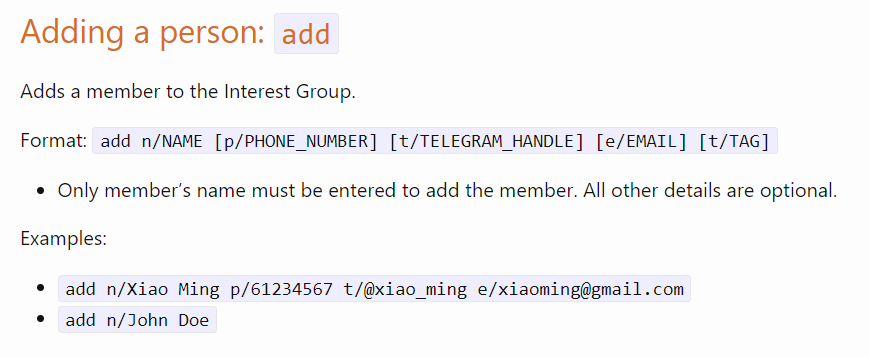 Adding a person: add
Adds a member to the Interest Group.
Format: add n/NAME [p/PHONE_NUMBER] [t/TELEGRAM_HANDLE] [e/EMAIL] [t/TAG]
• Only member’s name must be entered to add the member. All other details are optional.
Examples:
• add n/Xiao Ming p/61234567 t/@xiao_ming e/xiaoming@gmail.com
• add n/John Doe